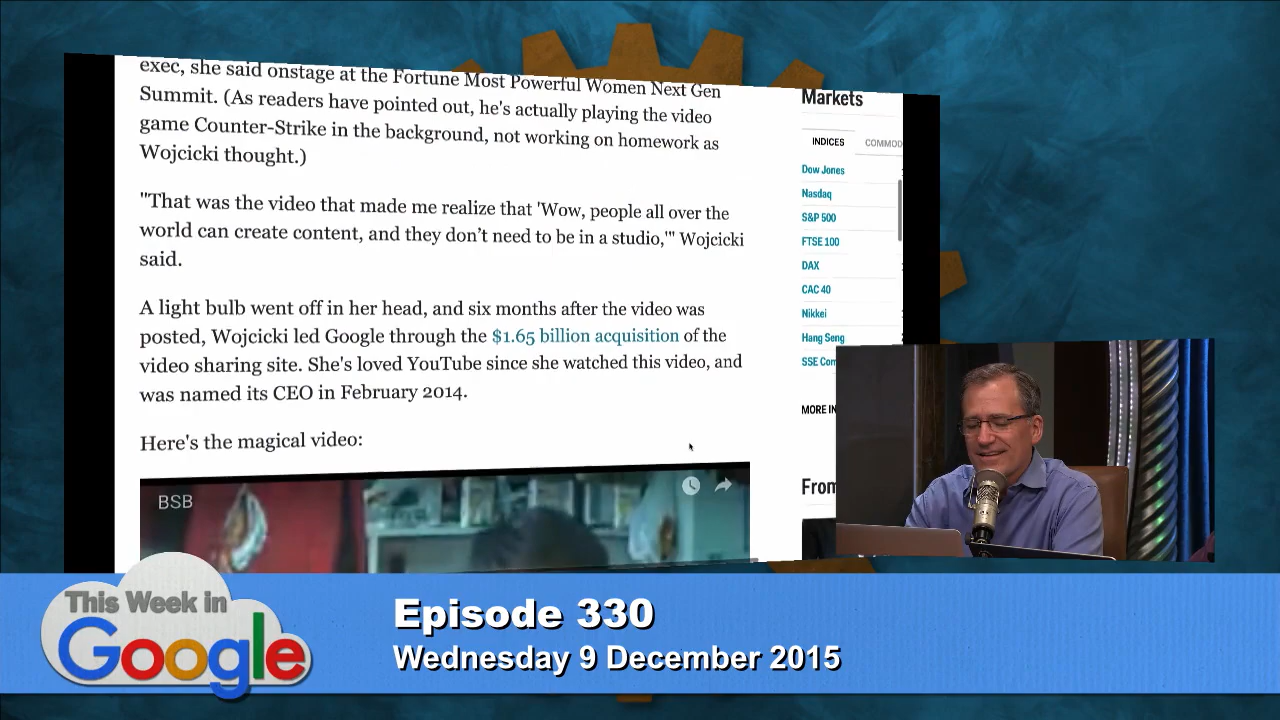 exec, she said onstage at the Fortune Most Powerful Women Next Gen
Summit. (As readers have pointed out, he's actually playing the video
game Counter-Strike in the background, not working on homework as
Wojcicki thought.)
"That was the video that made me realize that 'Wow, people all over the
world can create content, and they don't need to be in a studio,'" Wojcicki
said.
A light bulb went off in her head, and six months after the video was
posted, Wojcicki led Google through the $1.65 billion acquisition of the
video sharing site. She's loved YouTube since she watched this video, and
was named its CEO in February 2014.
Here's the magical video:
BSB
Markets
INDICES
COMMOD
Dow Jones
Nasdaq
S&P 500
FTSE 100
DAX
CAC 40
Nikkei
Hang Seng
SSE Com
MORE IN
From
This Week in
Google
Episode 330
Wednesday 9 December 2015